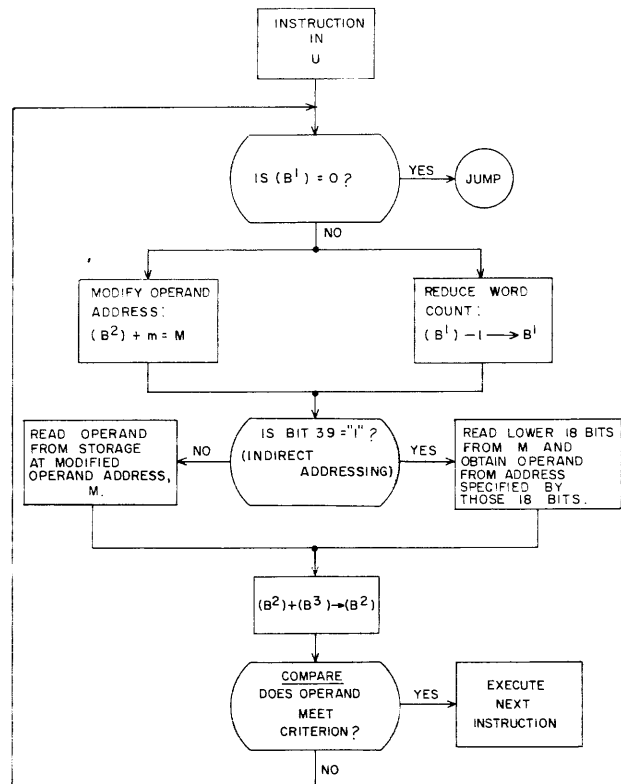 INSTRUCTION
IN
U
IS (B¹) = 0 ?
YES
JUMP
NO
MODIFY OPERAND
ADDRESS:
(B²) + m = M
REDUCE WORD
COUNT:
(B¹) - 1 → B¹
READ OPERAND
FROM STORAGE
AT MODIFIED
OPERAND ADDRESS,
M.
NO
IS BIT 39 = "1" ?
(INDIRECT
ADDRESSING)
YES
READ LOWER 18 BITS
FROM M AND
OBTAIN OPERAND
FROM ADDRESS
SPECIFIED BY
THOSE 18 BITS.
(B²)+(B³)→(B²)
COMPARE
DOES OPERAND
MEET
CRITERION?
YES
EXECUTE
NEXT
INSTRUCTION
NO